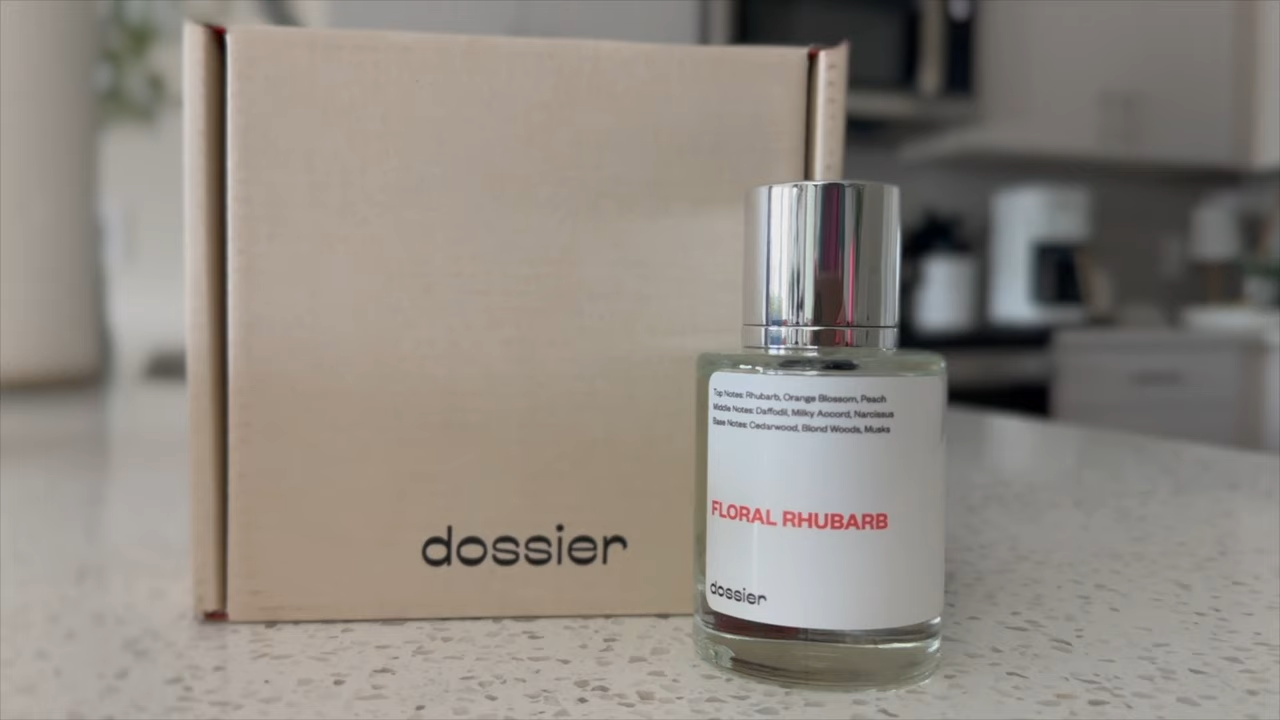 dossier
Top Notes: Rhubarb, Orange Blossom, Peach
Middle Notes: Daffodil, Milky Accord, Narcissus
Base Notes: Cedarwood, Blond Woods, Musks
FLORAL RHUBARB
dossier